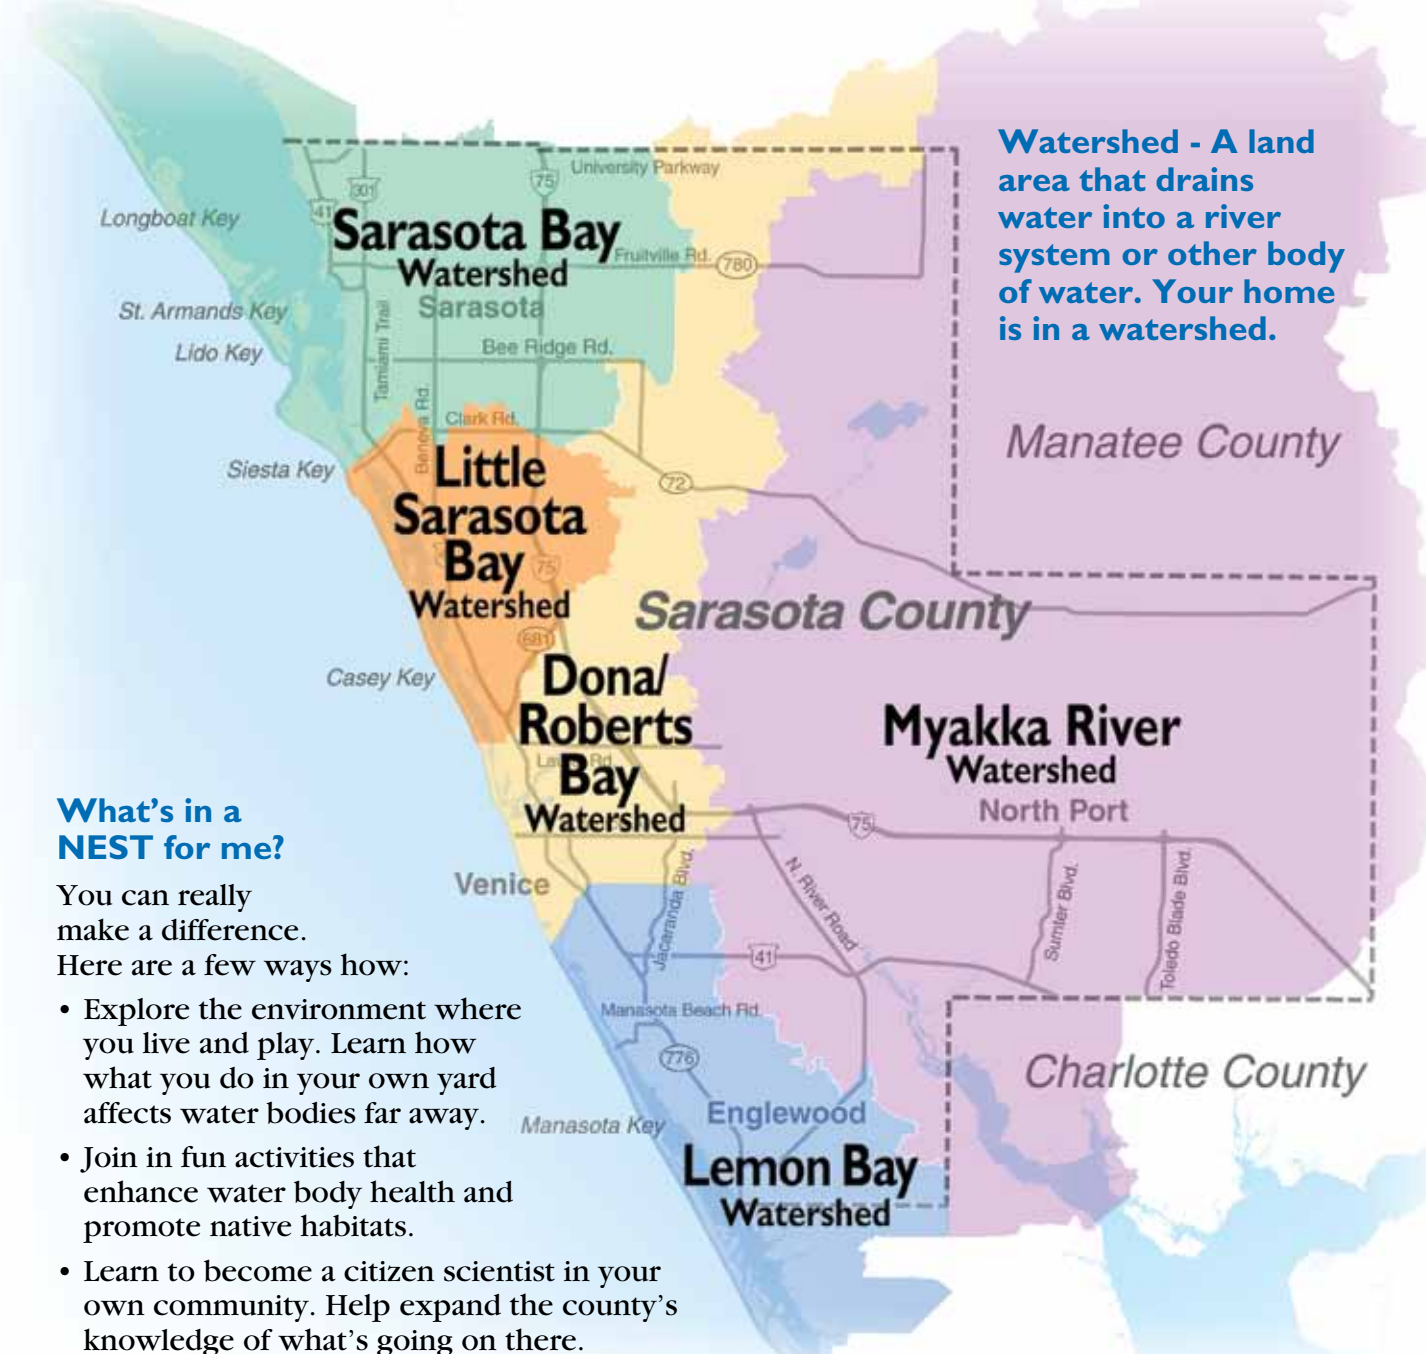 Watershed - A land
area that drains
water into a river
system or other body
of water. Your home
is in a watershed.
University Parkway
301
75
41
Longboat Key
Sarasota Bay
Watershed
Fruitville Rd.
780
Sarasota
St. Armands Key
Lido Key
Tamiami Trail
Bee Ridge Rd.
Beneva Rd.
Clark Rd.
Manatee County
Siesta Key
Little
Sarasota
Bay
Watershed
72
75
Sarasota County
681
Casey Key
Dona/
Roberts
Bay
Watershed
Myakka River
Watershed
North Port
75
Venice
Jacaranda Blvd.
N. River Road
Sumter Blvd.
Toledo Blade Blvd.
41
Manasota Beach Rd.
776
Charlotte County
Manasota Key
Englewood
Lemon Bay
Watershed
What's in a
NEST for me?
You can really
make a difference.
Here are a few ways how:
• Explore the environment where
you live and play. Learn how
what you do in your own yard
affects water bodies far away.
• Join in fun activities that
enhance water body health and
promote native habitats.
• Learn to become a citizen scientist in your
own community. Help expand the county's
knowledge of what's going on there.